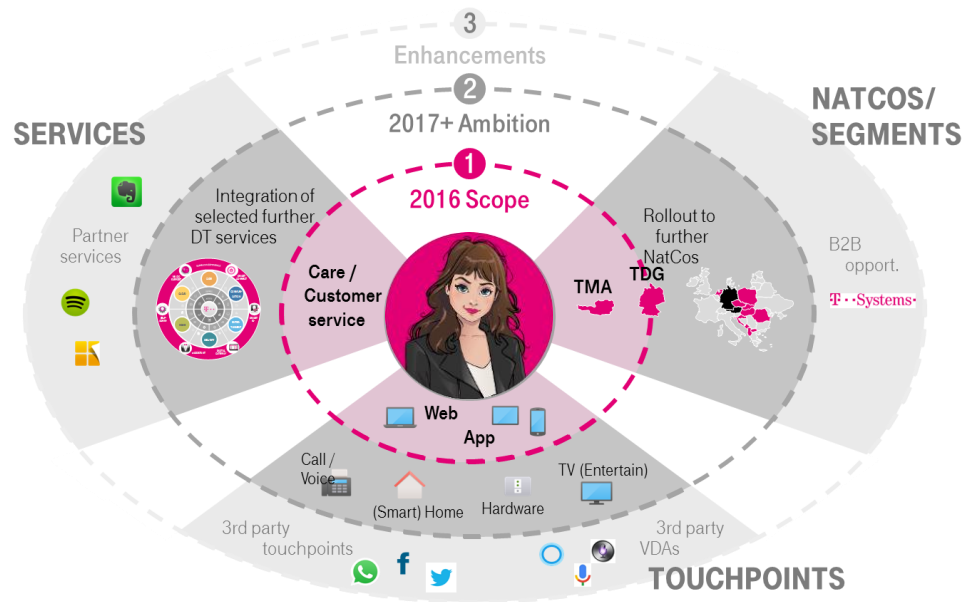 3
Enhancements
2
2017+ Ambition
1
2016 Scope
SERVICES
NATCOS/
SEGMENTS
Partner
services
Integration of
selected further
DT services
Care /
Customer
service
TMA
TDG
Rollout to
further
NatCos
B2B
opport.
T··Systems·
Web
App
Call /
Voice
(Smart) Home
Hardware
TV (Entertain)
3rd party
touchpoints
3rd party
VDAs
TOUCHPOINTS